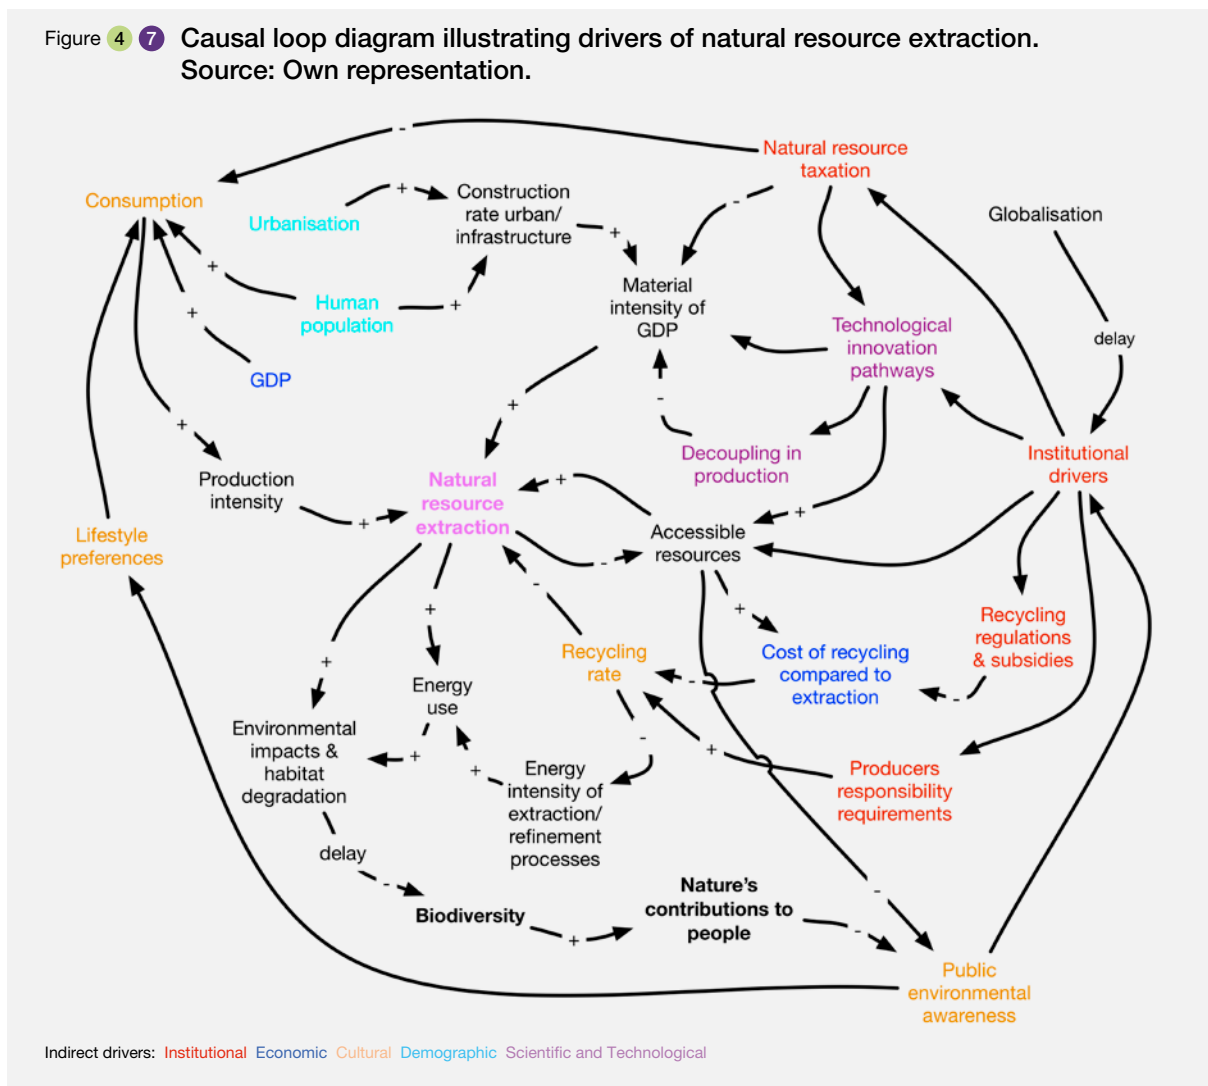 Figure 4 7 Causal loop diagram illustrating drivers of natural resource extraction.
Source: Own representation.
-
Natural resource
taxation
Consumption
+
Construction
rate urban/
infrastructure
-
Globalisation
Urbanisation
+
+
Human
population
+
Material
intensity of
GDP
+
Technological
innovation
pathways
delay
GDP
-
+
+
Decoupling in
production
Institutional
drivers
Production
intensity
Natural
resource
extraction
+
+
+
Accessible
resources
Lifestyle
preferences
-
-
+
+
Recycling
regulations
& subsidies
Recycling
rate
Cost of recycling
compared to
extraction
+
-
-
Energy
use
Environmental
impacts &
habitat
degradation
-
+
+
+
Energy
intensity of
extraction/
refinement
processes
Producers
responsibility
requirements
delay
-
-
Biodiversity
+
Nature's
contributions to
people
-
Public
environmental
awareness
Indirect drivers: Institutional Economic Cultural Demographic Scientific and Technological